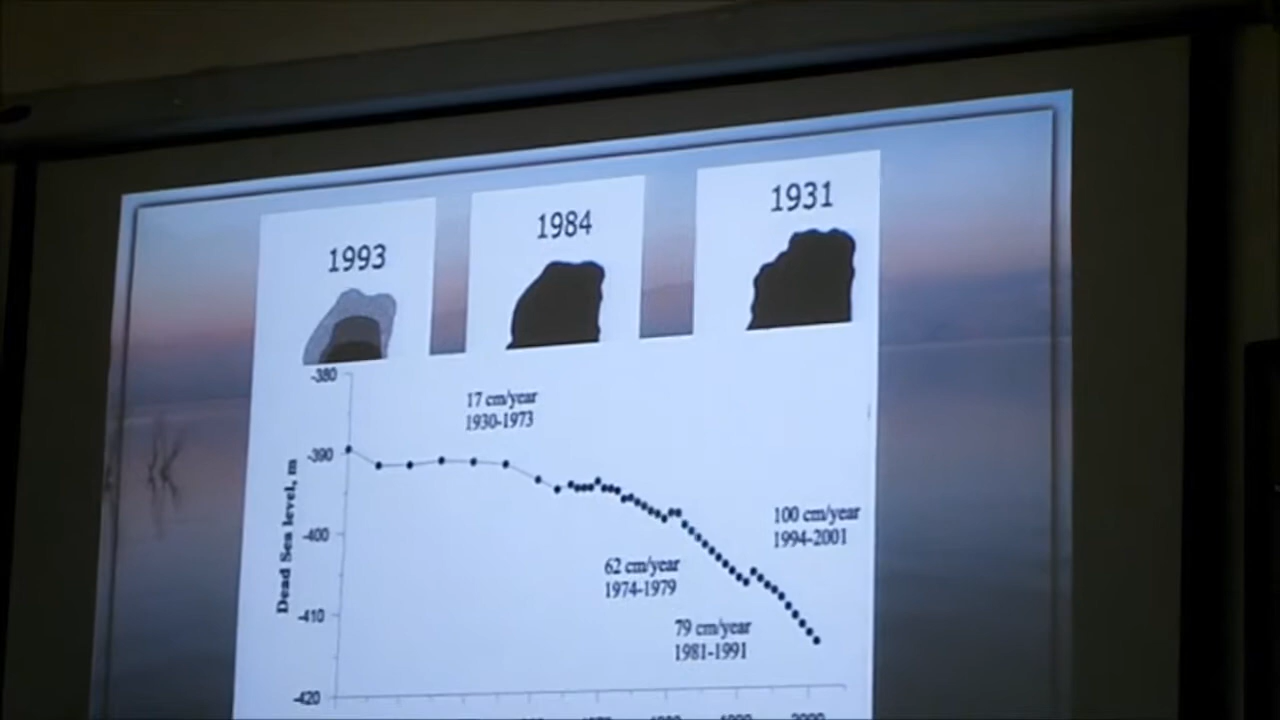 1993
1984
1931
-380
17 cm/year
1930-1973
-390
Dead Sea level, m
-400
100 cm/year
1994-2001
62 cm/year
1974-1979
-410
79 cm/year
1981-1991
-420